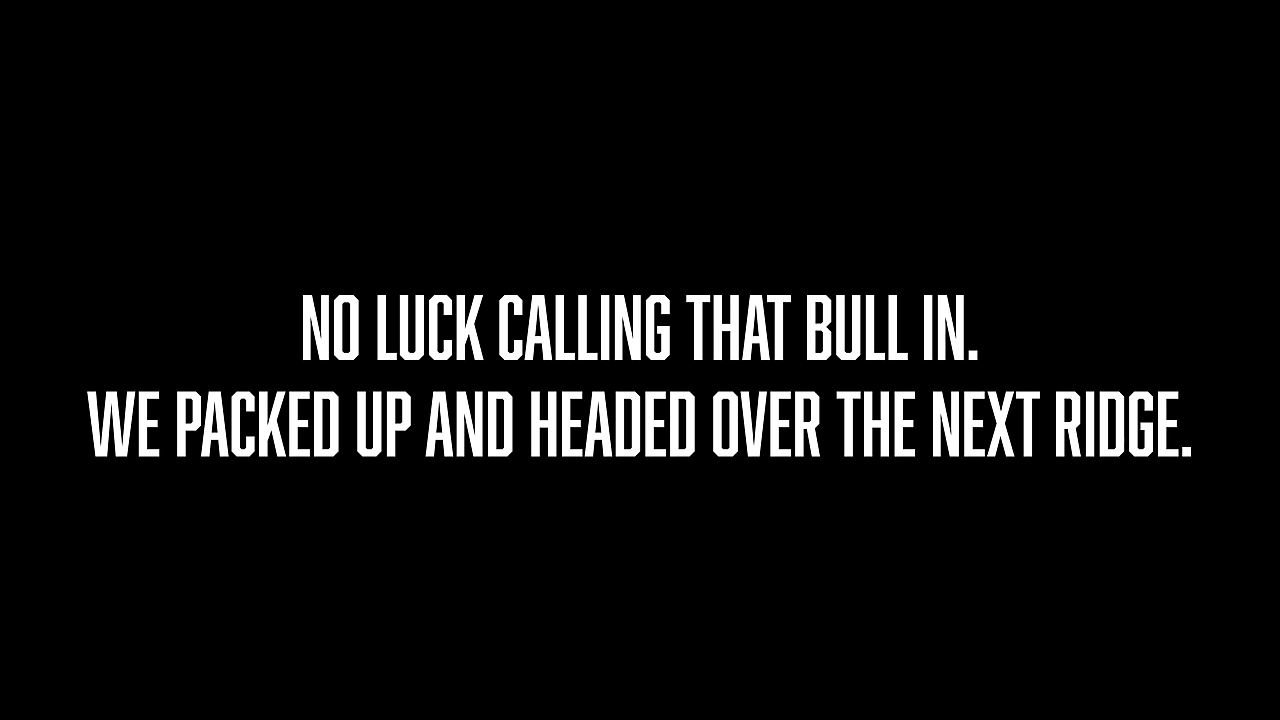 NO LUCK CALLING THAT BULL IN.
WE PACKED UP AND HEADED OVER THE NEXT RIDGE.